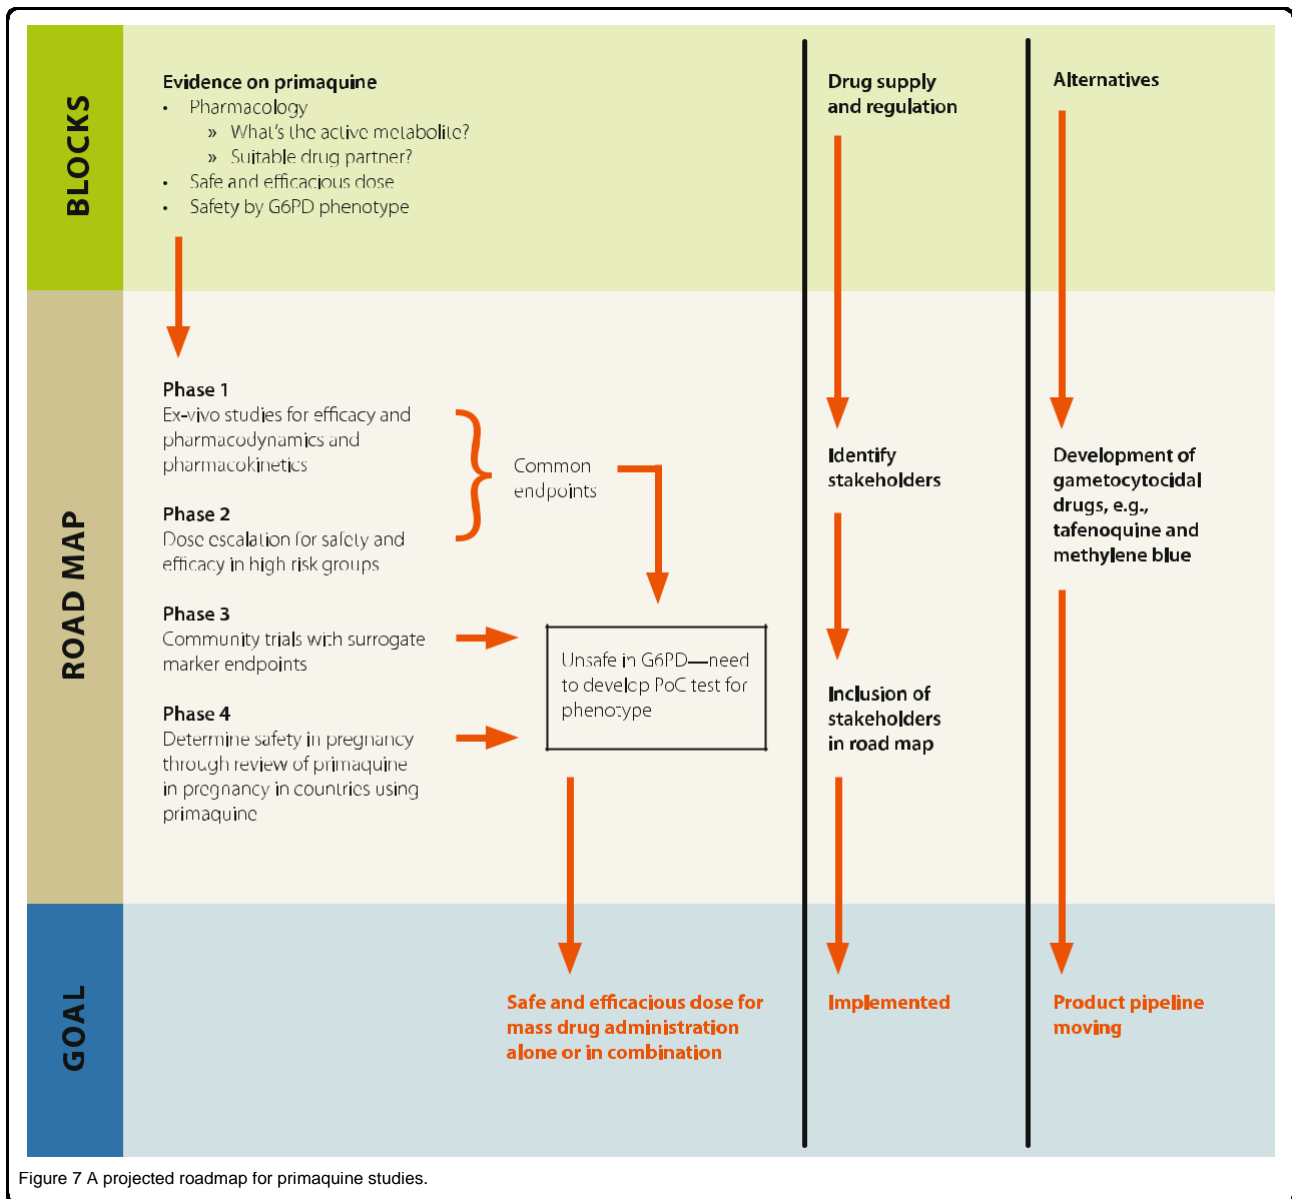 BLOCKS
Evidence on primaquine
• Pharmacology
» What's the active metabolite?
» Suitable drug partner?
• Safe and efficacious dose
• Safety by G6PD phenotype
Drug supply
and regulation
Alternatives
ROAD MAP
Phase 1
Ex-vivo studies for efficacy and
pharmacodynamics and
pharmacokinetics
Phase 2
Dose escalation for safety and
efficacy in high risk groups
Phase 3
Community trials with surrogate
marker endpoints
Phase 4
Determine safety in pregnancy
through review of primaquine
in pregnancy in countries using
primaquine
Common
endpoints
Unsafe in G6PD—need
to develop PoC test for
phenotype
Identify
stakeholders
Inclusion of
stakeholders
in road map
Development of
gametocytocidal
drugs, e.g.,
tafenoquine and
methylene blue
GOAL
Safe and efficacious dose for
mass drug administration
alone or in combination
Implemented
Product pipeline
moving
Figure 7 A projected roadmap for primaquine studies.